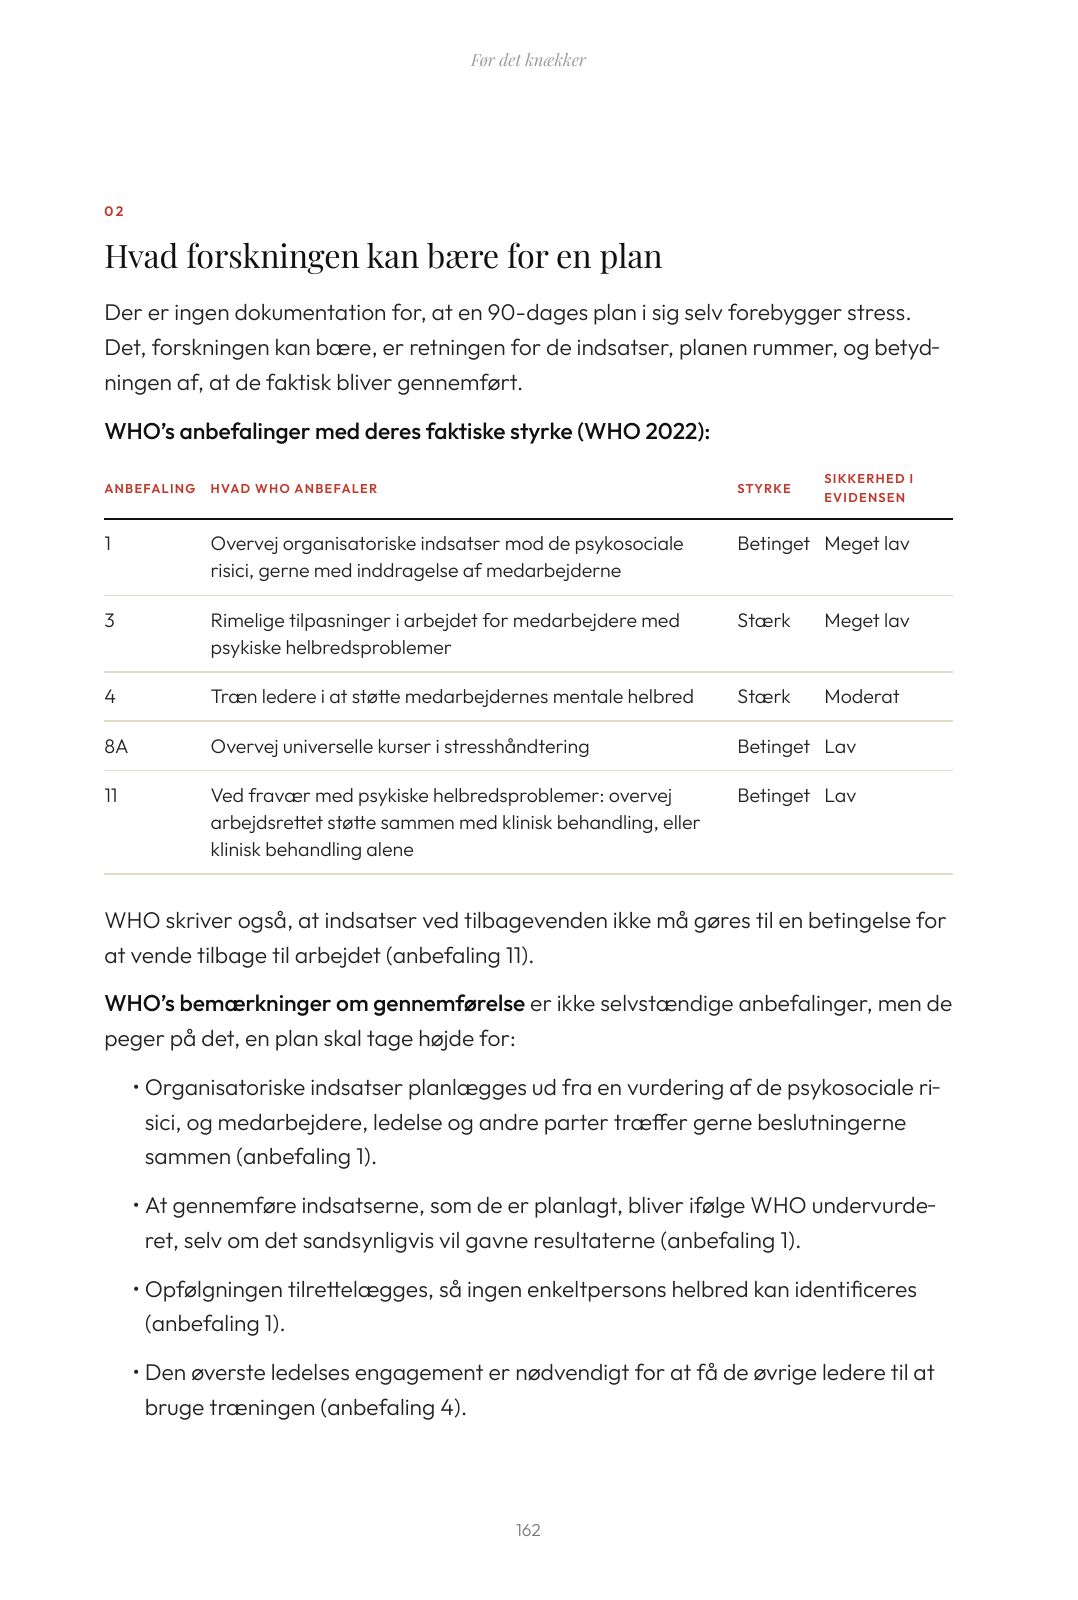 Før det knækker
02
Hvad forskningen kan bære for en plan
Der er ingen dokumentation for, at en 90-dages plan i sig selv forebygger stress.
Det, forskningen kan bære, er retningen for de indsatser, planen rummer, og betyd-
ningen af, at de faktisk bliver gennemført.
WHO’s anbefalinger med deres faktiske styrke (WHO 2022):
ANBEFALING HVAD WHO ANBEFALER STYRKE SIKKERHED I
EVIDENSEN
1 Overvej organisatoriske indsatser mod de psykosociale Betinget Meget lav
risici, gerne med inddragelse af medarbejderne
3 Rimelige tilpasninger i arbejdet for medarbejdere med Stærk Meget lav
psykiske helbredsproblemer
4 Træn ledere i at støtte medarbejdernes mentale helbred Stærk Moderat
8A Overvej universelle kurser i stresshåndtering Betinget Lav
11 Ved fravær med psykiske helbredsproblemer: overvej Betinget Lav
arbejdsrettet støtte sammen med klinisk behandling, eller
klinisk behandling alene
WHO skriver også, at indsatser ved tilbagevenden ikke må gøres til en betingelse for
at vende tilbage til arbejdet (anbefaling 11).
WHO’s bemærkninger om gennemførelse er ikke selvstændige anbefalinger, men de
peger på det, en plan skal tage højde for:
• Organisatoriske indsatser planlægges ud fra en vurdering af de psykosociale ri-
sici, og medarbejdere, ledelse og andre parter træffer gerne beslutningerne
sammen (anbefaling 1).
• At gennemføre indsatserne, som de er planlagt, bliver ifølge WHO undervurde-
ret, selv om det sandsynligvis vil gavne resultaterne (anbefaling 1).
• Opfølgningen tilrettelægges, så ingen enkeltpersons helbred kan identificeres
(anbefaling 1).
• Den øverste ledelses engagement er nødvendigt for at få de øvrige ledere til at
bruge træningen (anbefaling 4).
162